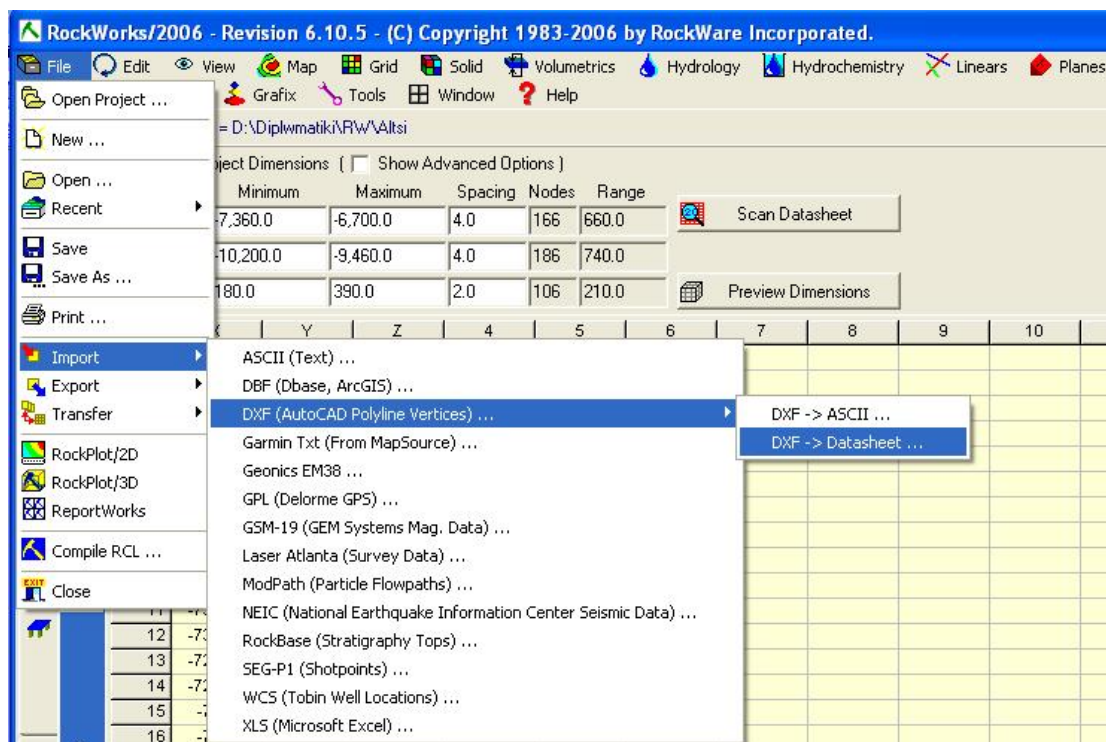 RockWorks/2006 - Revision 6.10.5 - (C) Copyright 1983-2006 by RockWare Incorporated.
File Edit View Map Grid Solid Volumetrics Hydrology Hydrochemistry Linears Planes
Grafix Tools Window Help
= D:\Diplwmatiki\RW\Altsi
ject Dimensions ( Show Advanced Options )
Minimum Maximum Spacing Nodes Range
-7,360.0 -6,700.0 4.0 166 660.0 Scan Datasheet
-10,200.0 -9,460.0 4.0 186 740.0
180.0 390.0 2.0 106 210.0 Preview Dimensions
X Y Z 4 5 6 7 8 9 10
Open Project ...
New ...
Open ...
Recent
Save
Save As ...
Print ...
Import
Export
Transfer
RockPlot/2D
RockPlot/3D
ReportWorks
Compile RCL ...
EXIT
Close
ASCII (Text) ...
DBF (Dbase, ArcGIS) ...
DXF (AutoCAD Polyline Vertices) ...
Garmin Txt (From MapSource) ...
Geonics EM38 ...
GPL (Delorme GPS) ...
GSM-19 (GEM Systems Mag. Data) ...
Laser Atlanta (Survey Data) ...
ModPath (Particle Flowpaths) ...
NEIC (National Earthquake Information Center Seismic Data) ...
RockBase (Stratigraphy Tops) ...
SEG-P1 (Shotpoints) ...
WCS (Tobin Well Locations) ...
XLS (Microsoft Excel) ...
DXF -> ASCII ...
DXF -> Datasheet ...
11
12
13
14
15
16